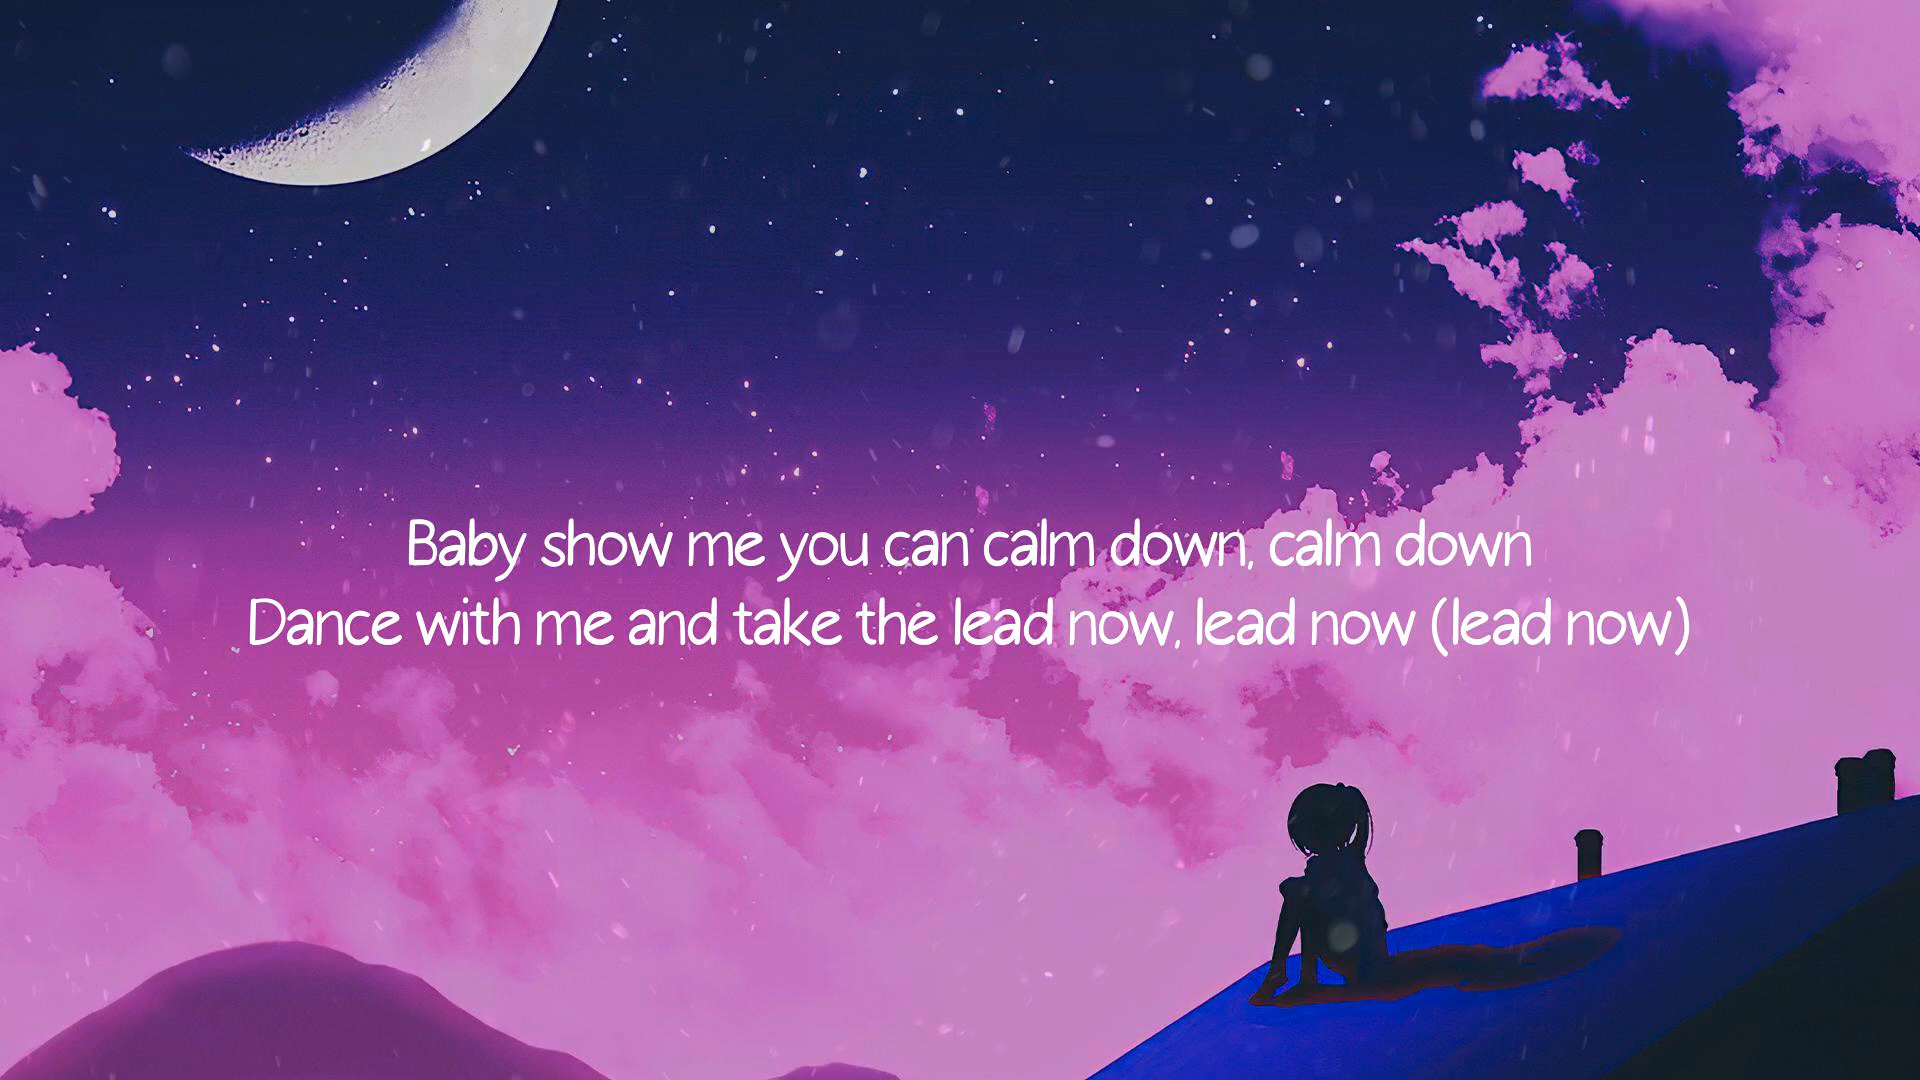 Baby show me you can calm down, calm down
Dance with me and take the lead now, lead now (lead now)